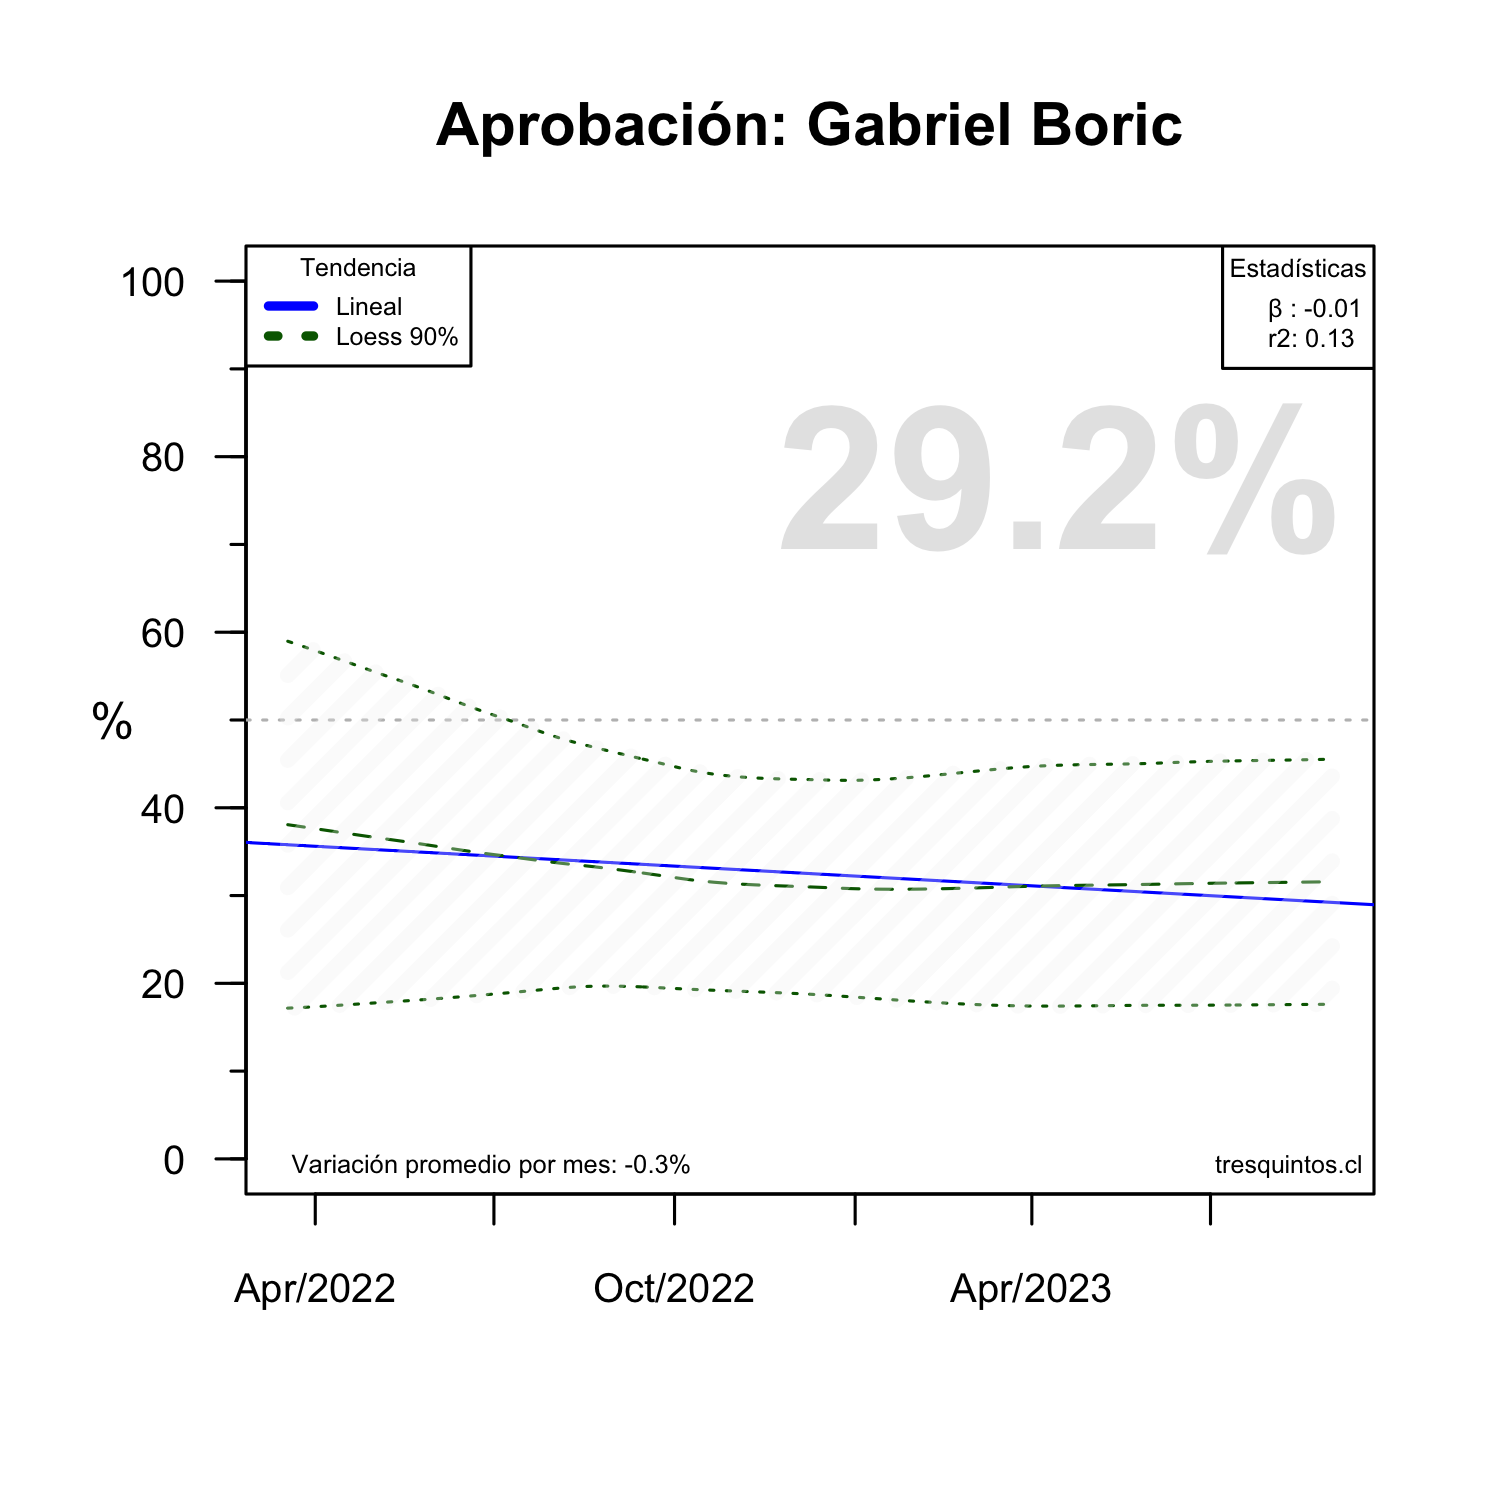 Aprobación: Gabriel Boric
Tendencia
Lineal
Loess 90%
Estadísticas
β : -0.01
r2: 0.13
29.2%
100
80
60
40
20
0
%
Variación promedio por mes: -0.3%
tresquintos.cl
Apr/2022
Oct/2022
Apr/2023